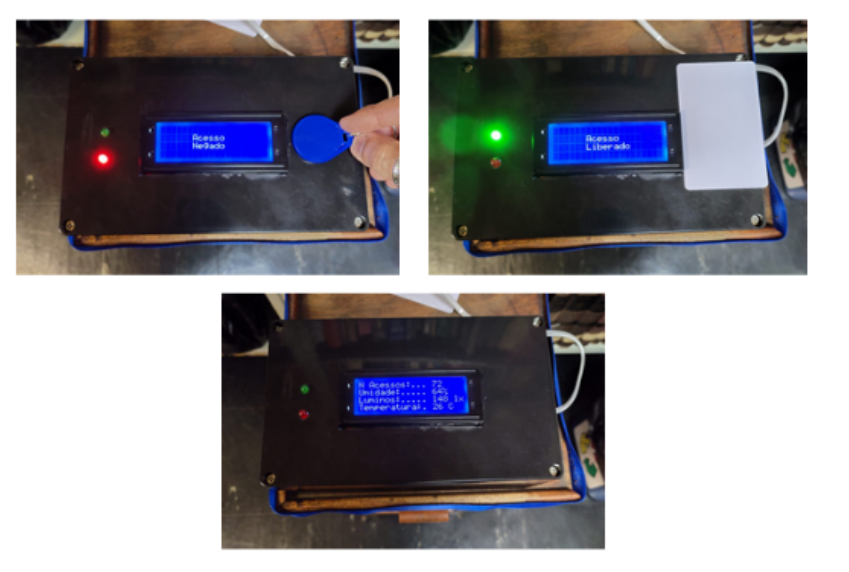 Acesso
Negado
Acesso
Liberado
N Acessos:... 72
Umidade:..... 64%
Luminos:..... 148 lx
Temperatura:. 26 C